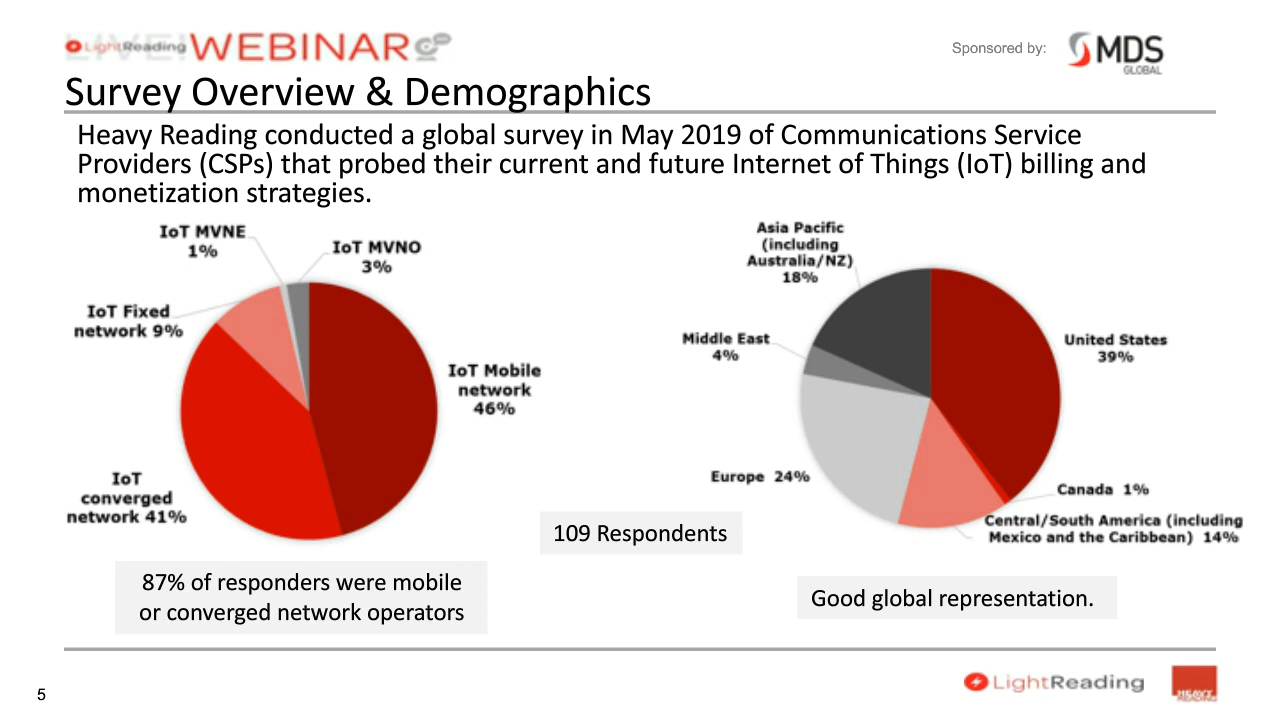 LIVE! LightReading WEBINAR
Sponsored by:
MDS
GLOBAL
Survey Overview & Demographics
Heavy Reading conducted a global survey in May 2019 of Communications Service
Providers (CSPs) that probed their current and future Internet of Things (IoT) billing and
monetization strategies.
IoT MVNE
1%
IoT MVNO
3%
IoT Fixed
network 9%
IoT Mobile
network
46%
IoT
converged
network 41%
87% of responders were mobile
or converged network operators
109 Respondents
Asia Pacific
(including
Australia/NZ)
18%
Middle East
4%
United States
39%
Europe 24%
Canada 1%
Central/South America (including
Mexico and the Caribbean) 14%
Good global representation.
LightReading
HEAVY
READING
5